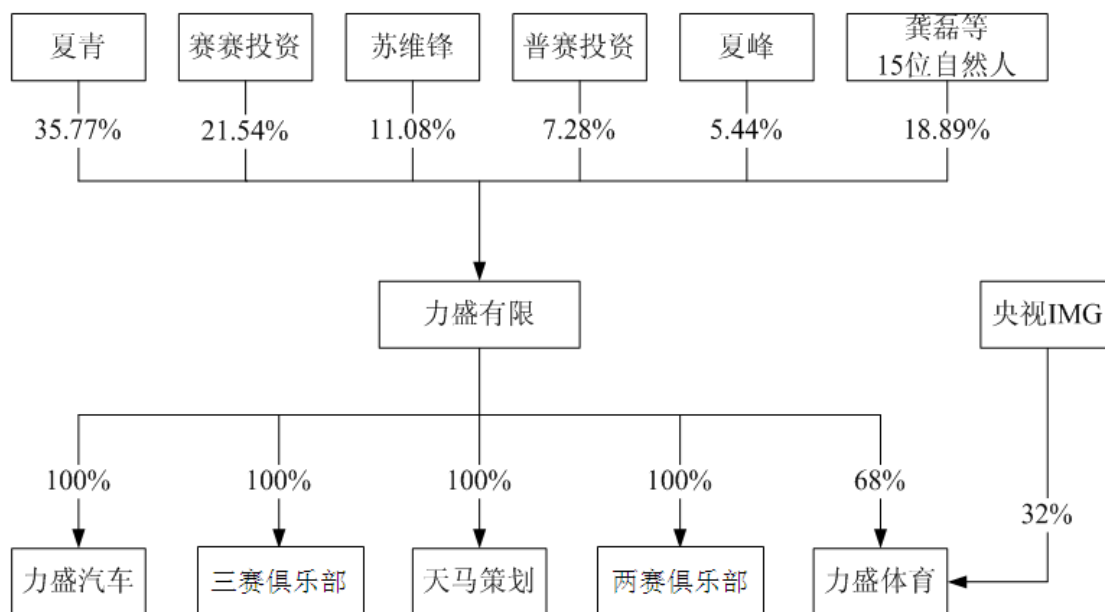 夏青
赛赛投资
苏维锋
普赛投资
夏峰
龚磊等
15位自然人
35.77%
21.54%
11.08%
7.28%
5.44%
18.89%
力盛有限
央视IMG
100%
100%
100%
100%
68%
32%
力盛汽车
三赛俱乐部
天马策划
两赛俱乐部
力盛体育